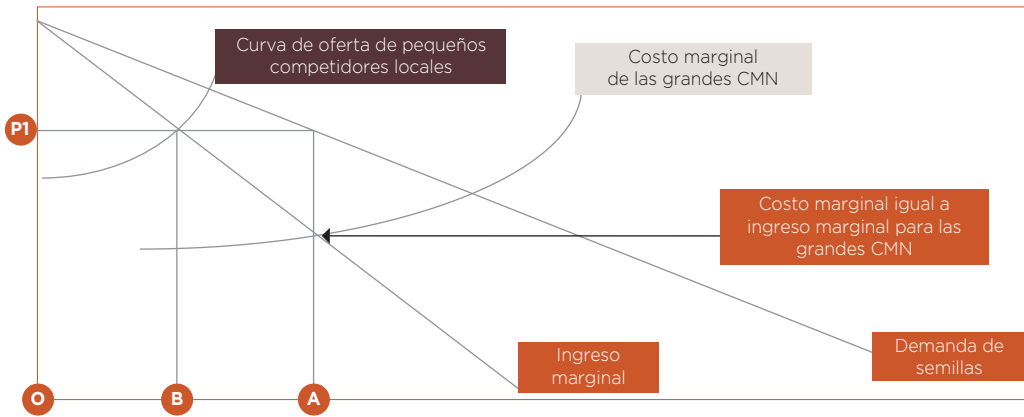 Curva de oferta de pequeños
competidores locales
Costo marginal
de las grandes CMN
P1
Costo marginal igual a
ingreso marginal para las
grandes CMN
Ingreso
marginal
Demanda de
semillas
O
B
A